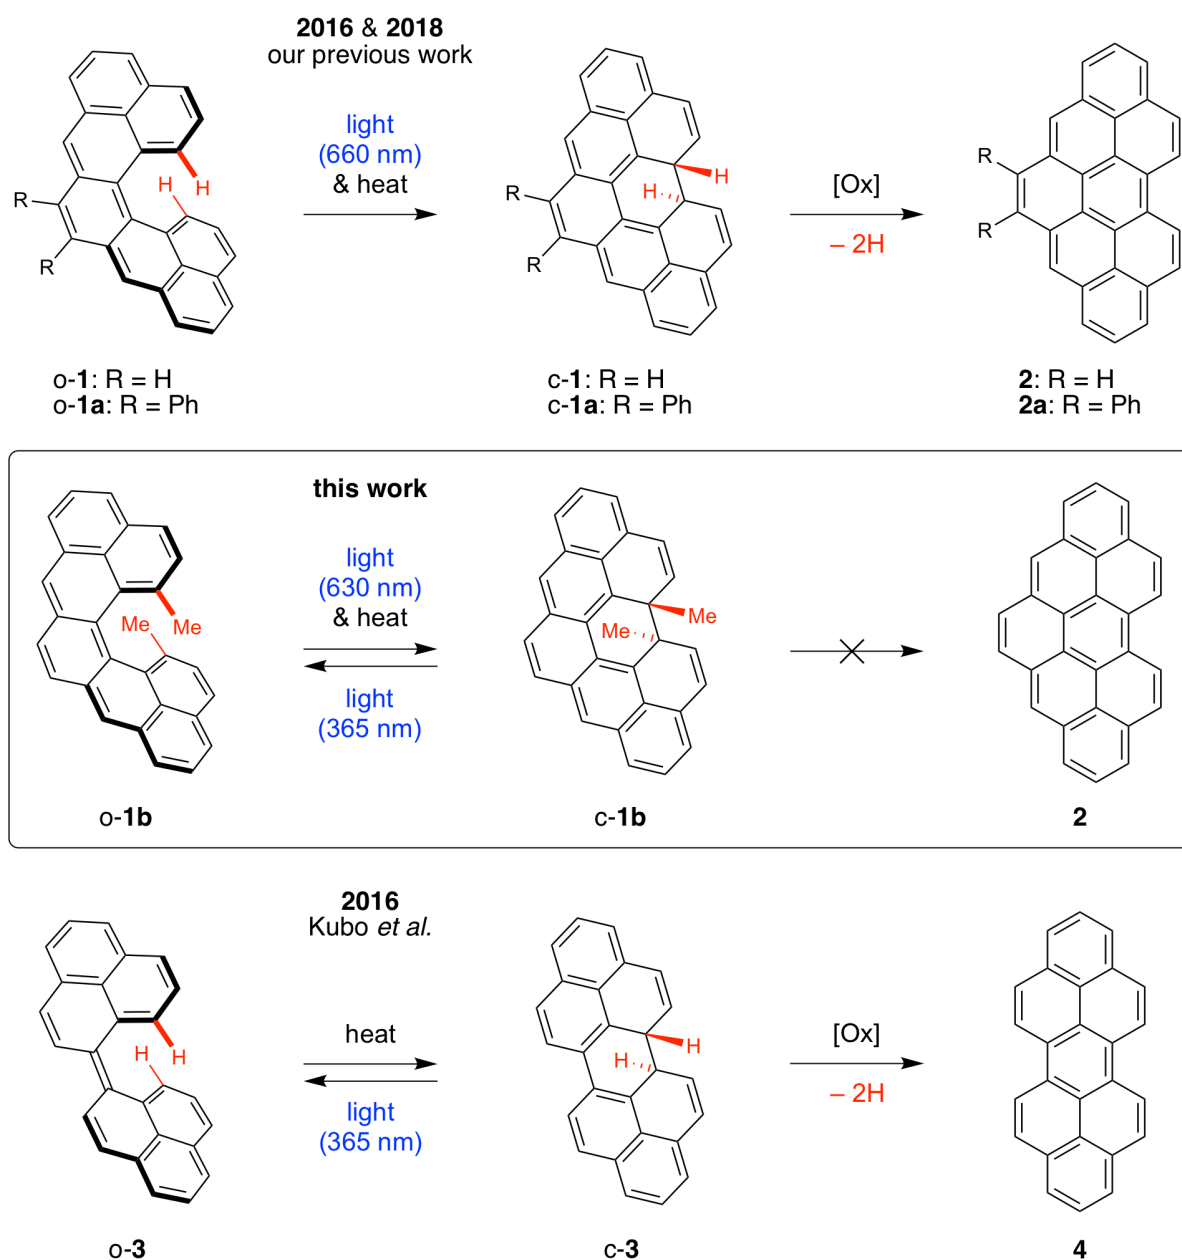 2016 & 2018
our previous work
light
(660 nm)
& heat
H
H
R
R
H
H
R
R
[Ox]
– 2H
R
R
o-1: R = H
o-1a: R = Ph
c-1: R = H
c-1a: R = Ph
2: R = H
2a: R = Ph
this work
light
(630 nm)
& heat
light
(365 nm)
Me
Me
Me
Me
o-1b
c-1b
2
2016
Kubo et al.
heat
light
(365 nm)
H
H
H
H
[Ox]
– 2H
o-3
c-3
4